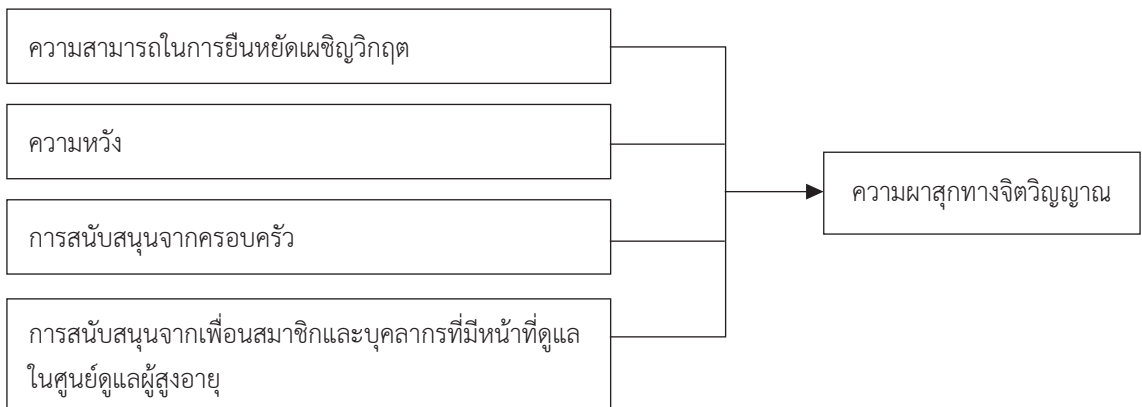 ความสามารถในการยืนหยัดเผชิญวิกฤต
ความหวัง
การสนับสนุนจากครอบครัว
การสนับสนุนจากเพื่อนสมาชิกและบุคลากรที่มีหน้าที่ดูแล
ในศูนย์ดูแลผู้สูงอายุ
ความผาสุกทางจิตวิญญาณ